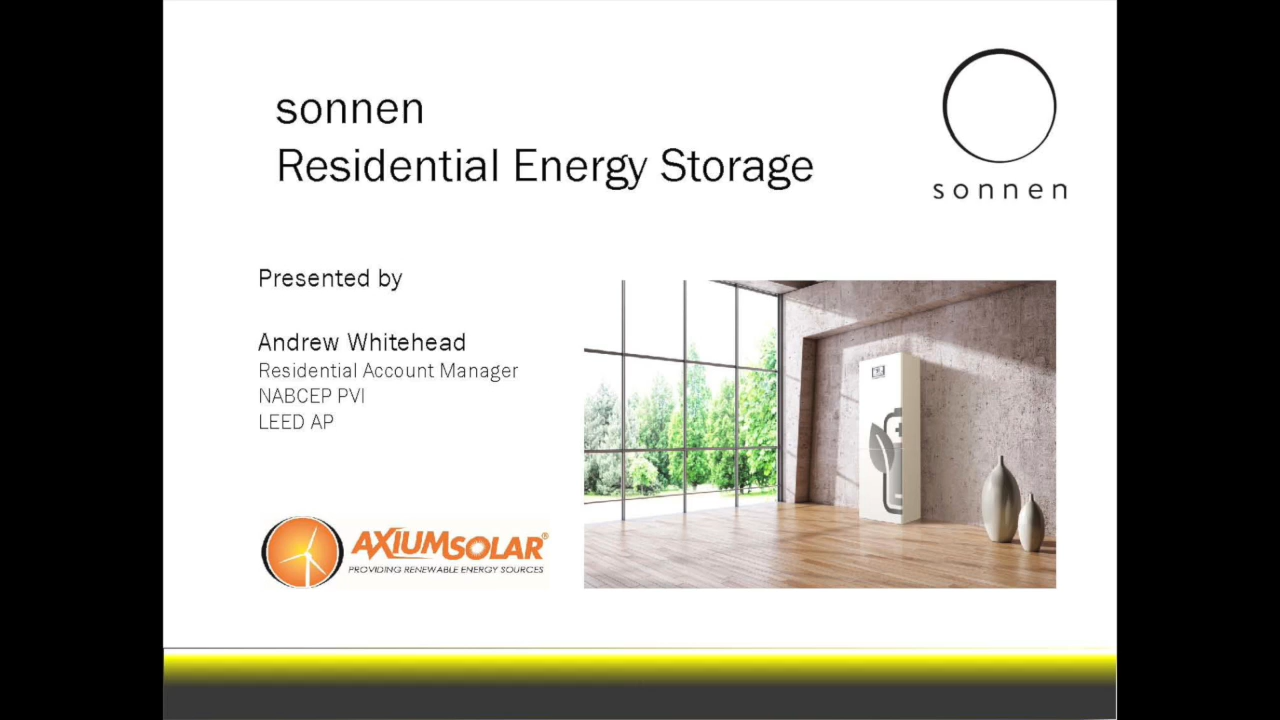 sonnen
Residential Energy Storage
sonnen
Presented by
Andrew Whitehead
Residential Account Manager
NABCEP PVI
LEED AP
AXIUMSOLAR®
PROVIDING RENEWABLE ENERGY SOURCES